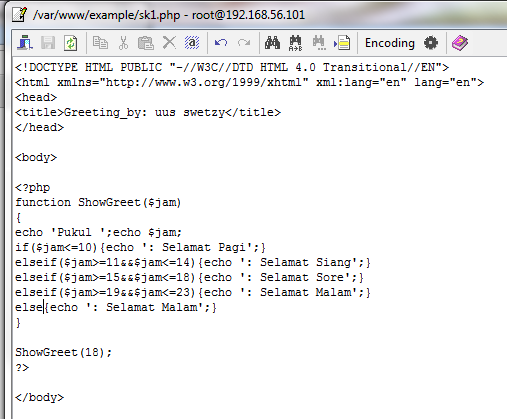 /var/www/example/sk1.php - root@192.168.56.101
Encoding
<!DOCTYPE HTML PUBLIC "-//W3C//DTD HTML 4.0 Transitional//EN">
<html xmlns="http://www.w3.org/1999/xhtml" xml:lang="en" lang="en">
<head>
<title>Greeting_by: uus swetzy</title>
</head>
<body>
<?php
function ShowGreet($jam)
{
echo 'Pukul ';echo $jam;
if($jam<=10){echo ': Selamat Pagi';}
elseif($jam>=11&&$jam<=14){echo ': Selamat Siang';}
elseif($jam>=15&&$jam<=18){echo ': Selamat Sore';}
elseif($jam>=19&&$jam<=23){echo ': Selamat Malam';}
else{echo ': Selamat Malam';}
}
ShowGreet(18);
?>
</body>